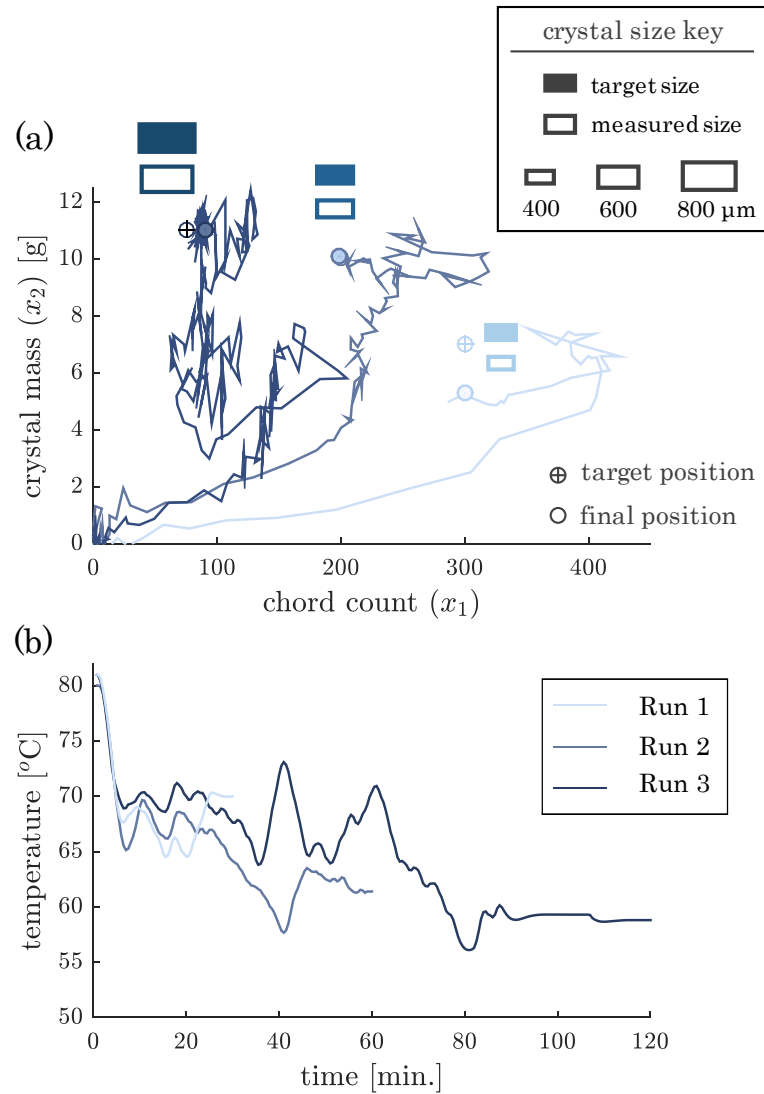 crystal size key
target size
measured size
400 600 800 µm
(a)
12
10
8
6
4
2
0
crystal mass (x₂) [g]
target position
final position
0 100 200 300 400
chord count (x₁)
(b)
80
75
70
65
60
55
50
temperature [°C]
Run 1
Run 2
Run 3
0 20 40 60 80 100 120
time [min.]